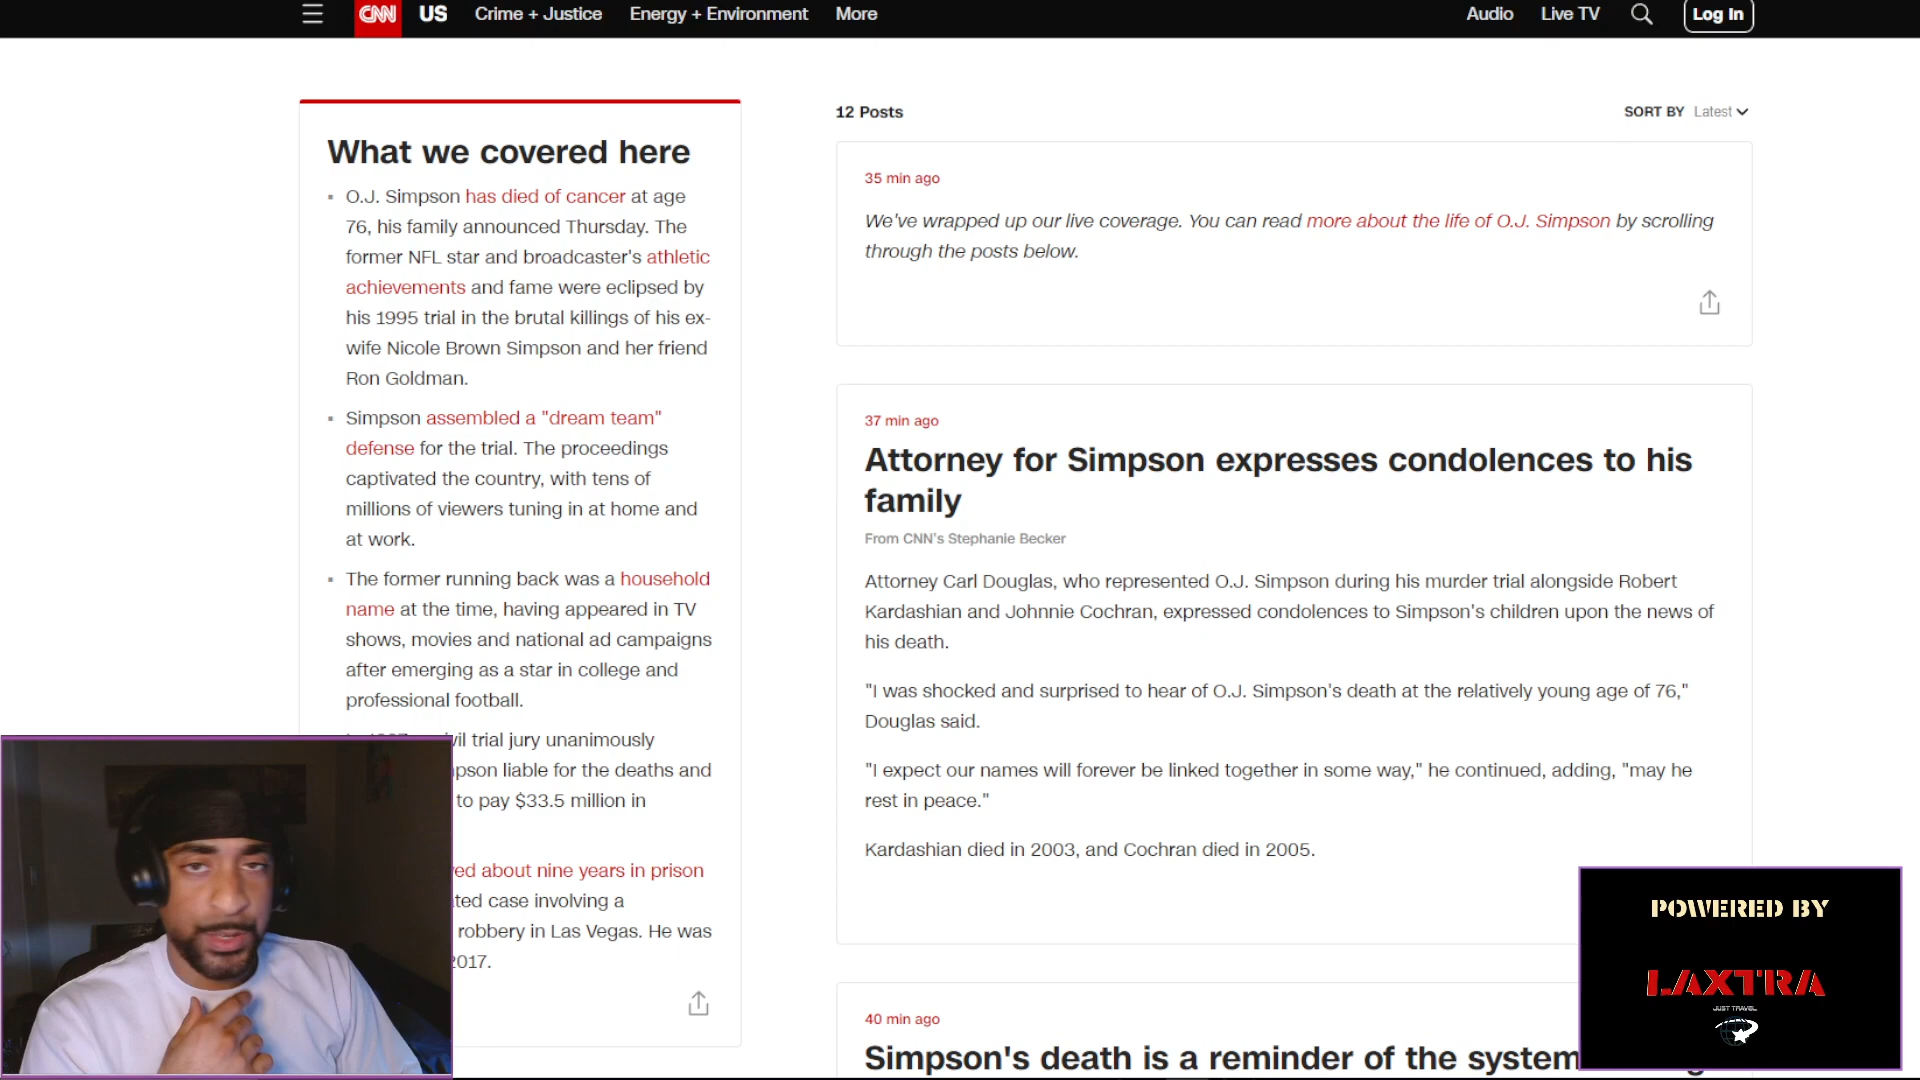 CNN US Crime + Justice Energy + Environment More Audio Live TV Log In
What we covered here
O.J. Simpson has died of cancer at age
76, his family announced Thursday. The
former NFL star and broadcaster's athletic
achievements and fame were eclipsed by
his 1995 trial in the brutal killings of his ex-
wife Nicole Brown Simpson and her friend
Ron Goldman.
Simpson assembled a "dream team"
defense for the trial. The proceedings
captivated the country, with tens of
millions of viewers tuning in at home and
at work.
The former running back was a household
name at the time, having appeared in TV
shows, movies and national ad campaigns
after emerging as a star in college and
professional football.
trial jury unanimously
liable for the deaths and
to pay $33.5 million in
about nine years in prison
case involving a
robbery in Las Vegas. He was
2017.
12 Posts
SORT BY Latest
35 min ago
We've wrapped up our live coverage. You can read more about the life of O.J. Simpson by scrolling
through the posts below.
37 min ago
Attorney for Simpson expresses condolences to his
family
From CNN's Stephanie Becker
Attorney Carl Douglas, who represented O.J. Simpson during his murder trial alongside Robert
Kardashian and Johnnie Cochran, expressed condolences to Simpson's children upon the news of
his death.
"I was shocked and surprised to hear of O.J. Simpson's death at the relatively young age of 76,"
Douglas said.
"I expect our names will forever be linked together in some way," he continued, adding, "may he
rest in peace."
Kardashian died in 2003, and Cochran died in 2005.
40 min ago
Simpson's death is a reminder of the system
POWERED BY
LAXTRA
JUST TRAVEL